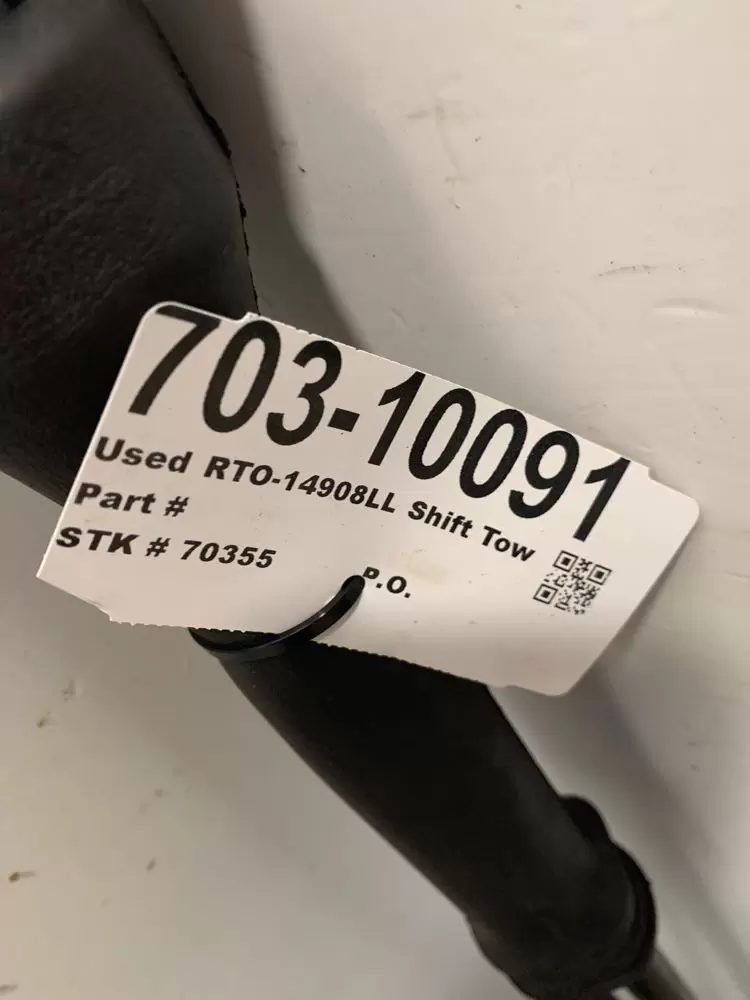 703-10091
Used RTO-14908LL Shift Tow
Part #
STK # 70355
P.O.